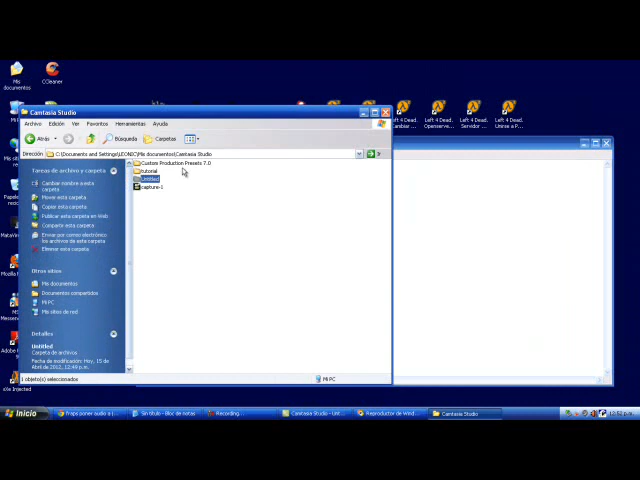 Mis documentos
CCleaner
Left 4 Dead. Cambiar ...
Left 4 Dead. Openserve...
Left 4 Dead. Servidor ...
Left 4 Dead. Unirse a P...
Camtasia Studio
Archivo Edición Ver Favoritos Herramientas Ayuda
Atrás Búsqueda Carpetas
Dirección C:\Documents and Settings\LEONIC\Mis documentos\Camtasia Studio
Tareas de archivo y carpeta
Cambiar nombre a esta carpeta
Mover esta carpeta
Copiar esta carpeta
Publicar esta carpeta en Web
Compartir esta carpeta
Enviar por correo electrónico los archivos de esta carpeta
Eliminar esta carpeta
Otros sitios
Mis documentos
Documentos compartidos
Mi PC
Mis sitios de red
Detalles
Untitled
Carpeta de archivos
Fecha de modificación: Hoy, 15 de Abril de 2012, 12:49 p.m.
Custom Production Presets 7.0
tutorial
Untitled
capture-1
1 objeto(s) seleccionados
Mi PC
Inicio
fraps poner audio a (...
Sin título - Bloc de notas
Recording...
Camtasia Studio - Unt...
Reproductor de Wind...
Camtasia Studio
12:52 p.m.